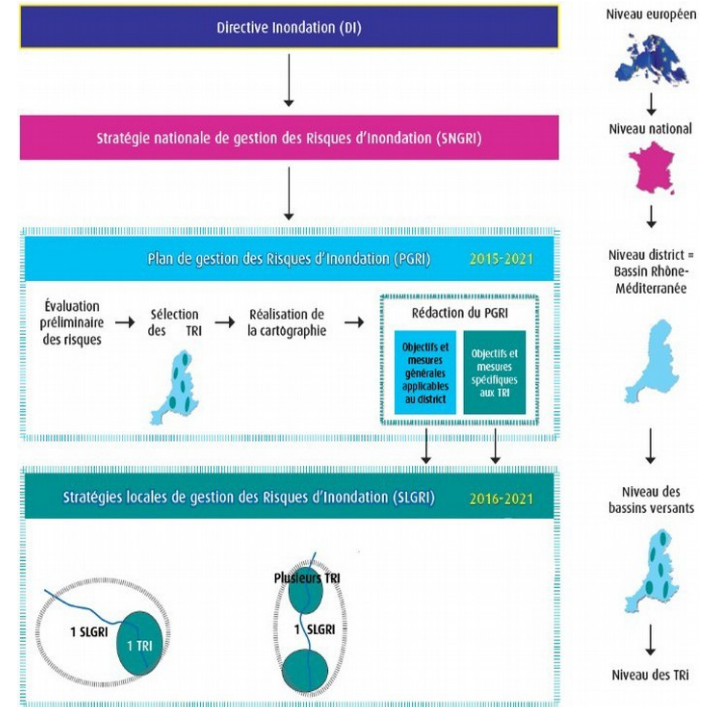 Directive Inondation (DI)
Niveau européen
Stratégie nationale de gestion des Risques d'Inondation (SNGRI)
Niveau national
Plan de gestion des Risques d'Inondation (PGRI) 2015-2021
Niveau district =
Bassin Rhône-
Méditerranée
Évaluation
préliminaire
des risques
Sélection
des TRI
Réalisation de
la cartographie
Rédaction du PGRI
Objectifs et
mesures
générales
applicables
au district
Objectifs et
mesures
spécifiques
aux TRI
Stratégies locales de gestion des Risques d'Inondation (SLGRI) 2016-2021
Niveau des
bassins versants
1 SLGRI
1 TRI
Plusieurs TRI
1 SLGRI
Niveau des TRi